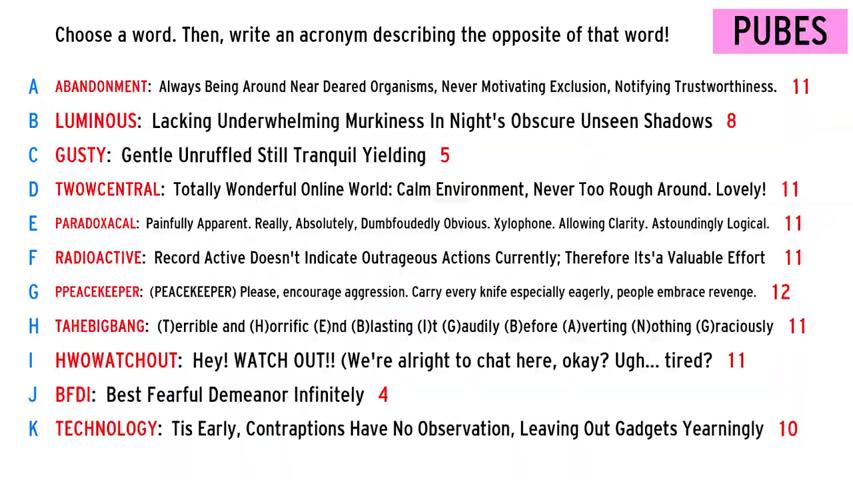 Choose a word. Then, write an acronym describing the opposite of that word!
PUBES
A ABANDONMENT: Always Being Around Near Deared Organisms, Never Motivating Exclusion, Notifying Trustworthiness. 11
B LUMINOUS: Lacking Underwhelming Murkiness In Night's Obscure Unseen Shadows 8
C GUSTY: Gentle Unruffled Still Tranquil Yielding 5
D TWOWCENTRAL: Totally Wonderful Online World: Calm Environment, Never Too Rough Around. Lovely! 11
E PARADOXACAL: Painfully Apparent. Really, Absolutely, Dumbfoudedly Obvious. Xylophone. Allowing Clarity. Astoundingly Logical. 11
F RADIOACTIVE: Record Active Doesn't Indicate Outrageous Actions Currently; Therefore Its'a Valuable Effort 11
G PPEACEKEEPER: (PEACEKEEPER) Please, encourage aggression. Carry every knife especially eagerly, people embrace revenge. 12
H TAHEBIGBANG: (T)errible and (H)orrific (E)nd (B)lasting (I)t (G)audily (B)efore (A)verting (N)othing (G)raciously 11
I HWOWATCHOUT: Hey! WATCH OUT!! (We're alright to chat here, okay? Ugh... tired? 11
J BFDI: Best Fearful Demeanor Infinitely 4
K TECHNOLOGY: Tis Early, Contraptions Have No Observation, Leaving Out Gadgets Yearningly 10